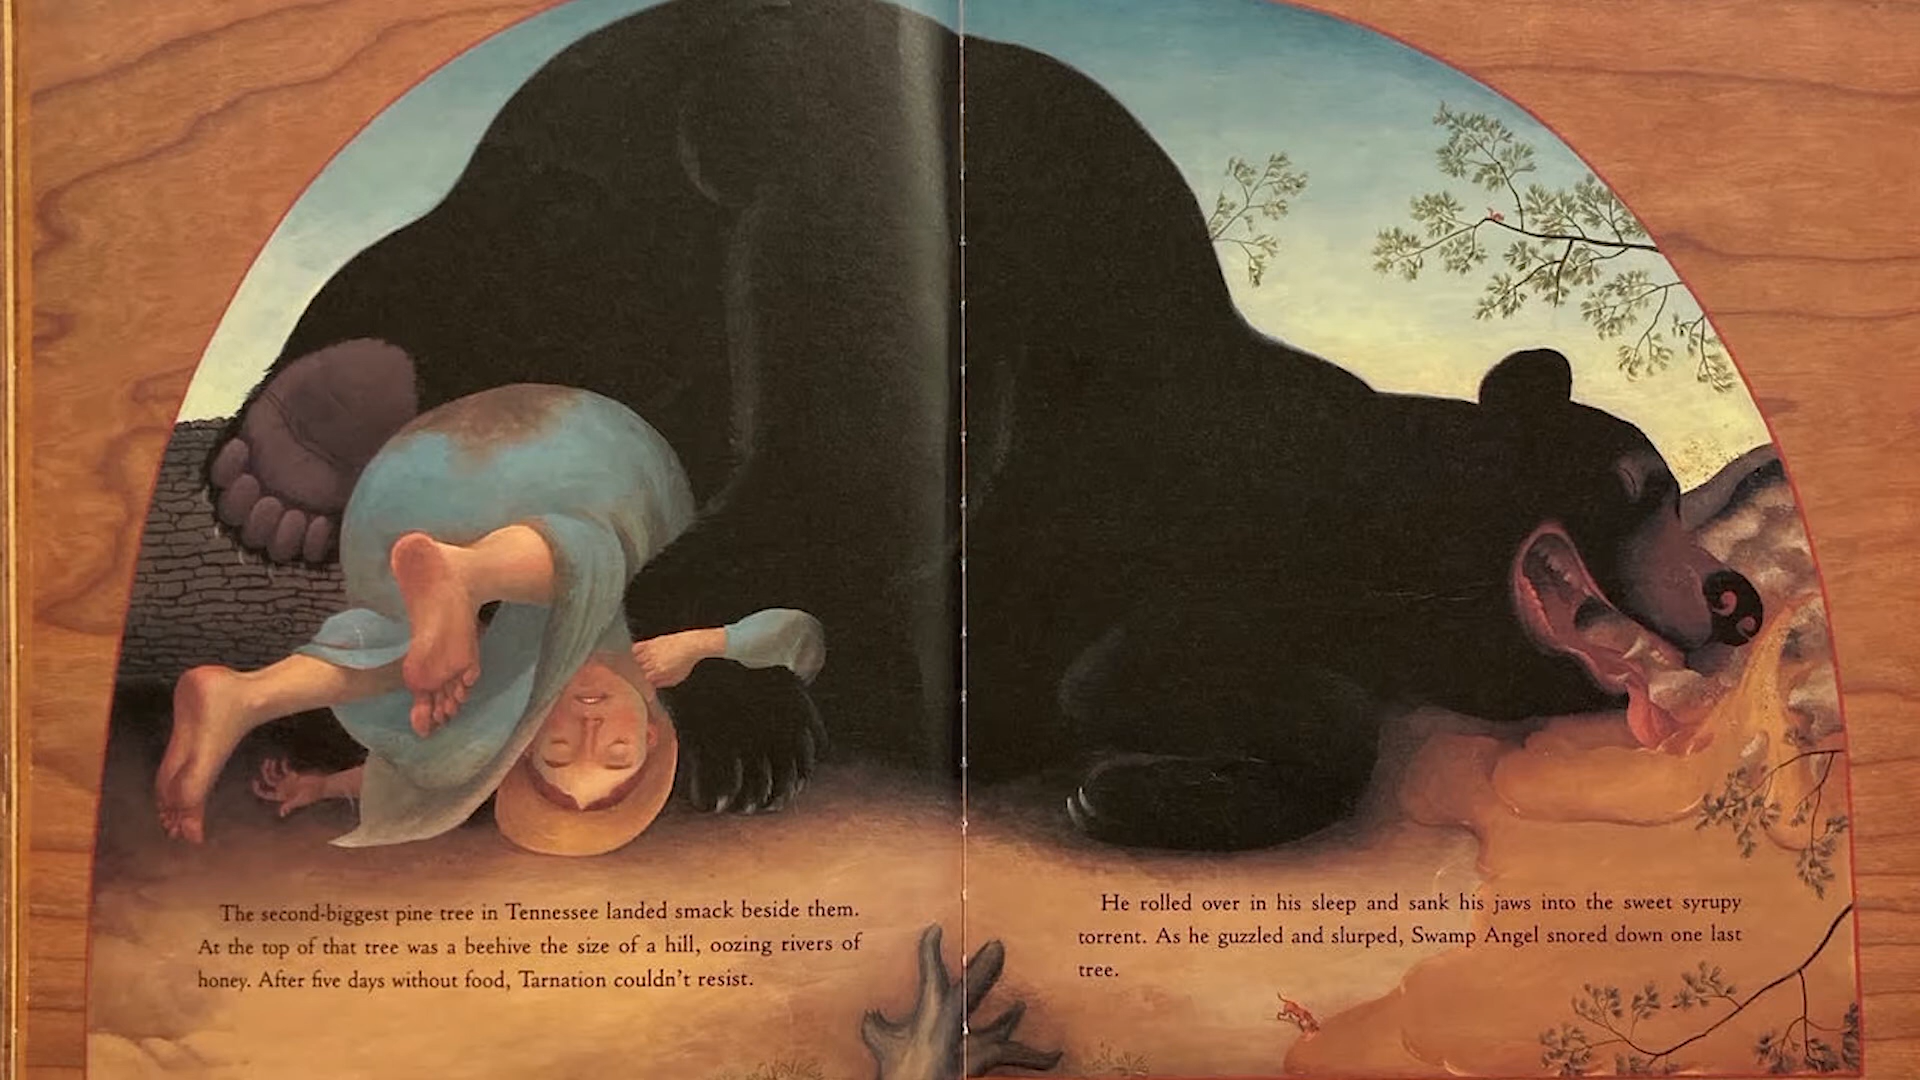 The second-biggest pine tree in Tennessee landed smack beside them.
At the top of that tree was a beehive the size of a hill, oozing rivers of
honey. After five days without food, Tarnation couldn't resist.
He rolled over in his sleep and sank his jaws into the sweet syrupy
torrent. As he guzzled and slurped, Swamp Angel snored down one last
tree.